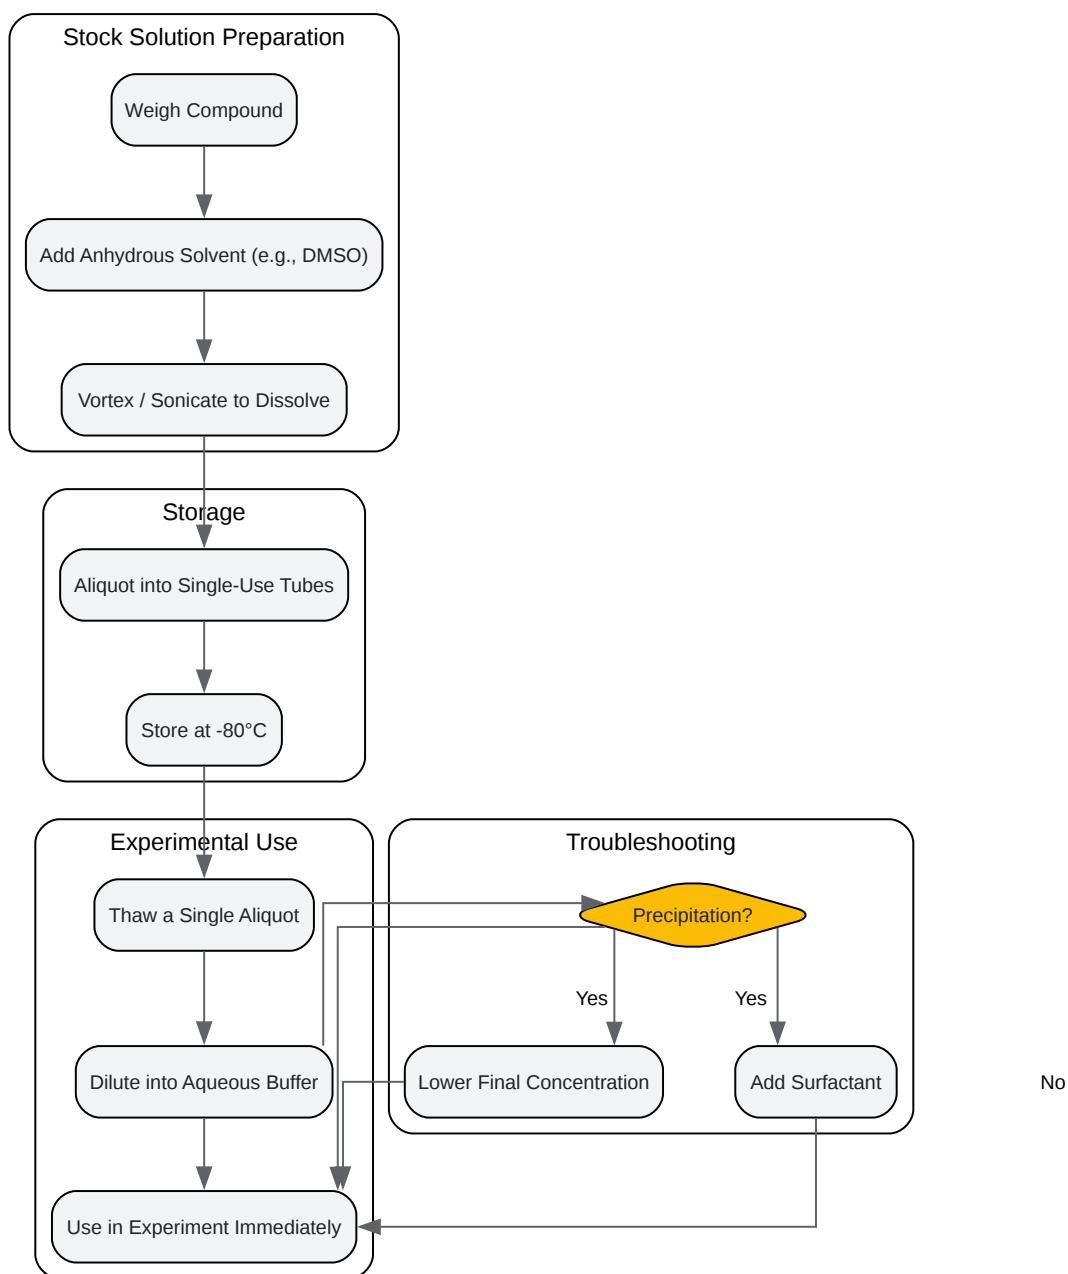 Stock Solution Preparation
Weigh Compound
Add Anhydrous Solvent (e.g., DMSO)
Vortex / Sonicate to Dissolve
Storage
Aliquot into Single-Use Tubes
Store at -80°C
Experimental Use
Troubleshooting
Thaw a Single Aliquot
Precipitation?
Yes
Yes
Dilute into Aqueous Buffer
Lower Final Concentration
Add Surfactant
No
Use in Experiment Immediately